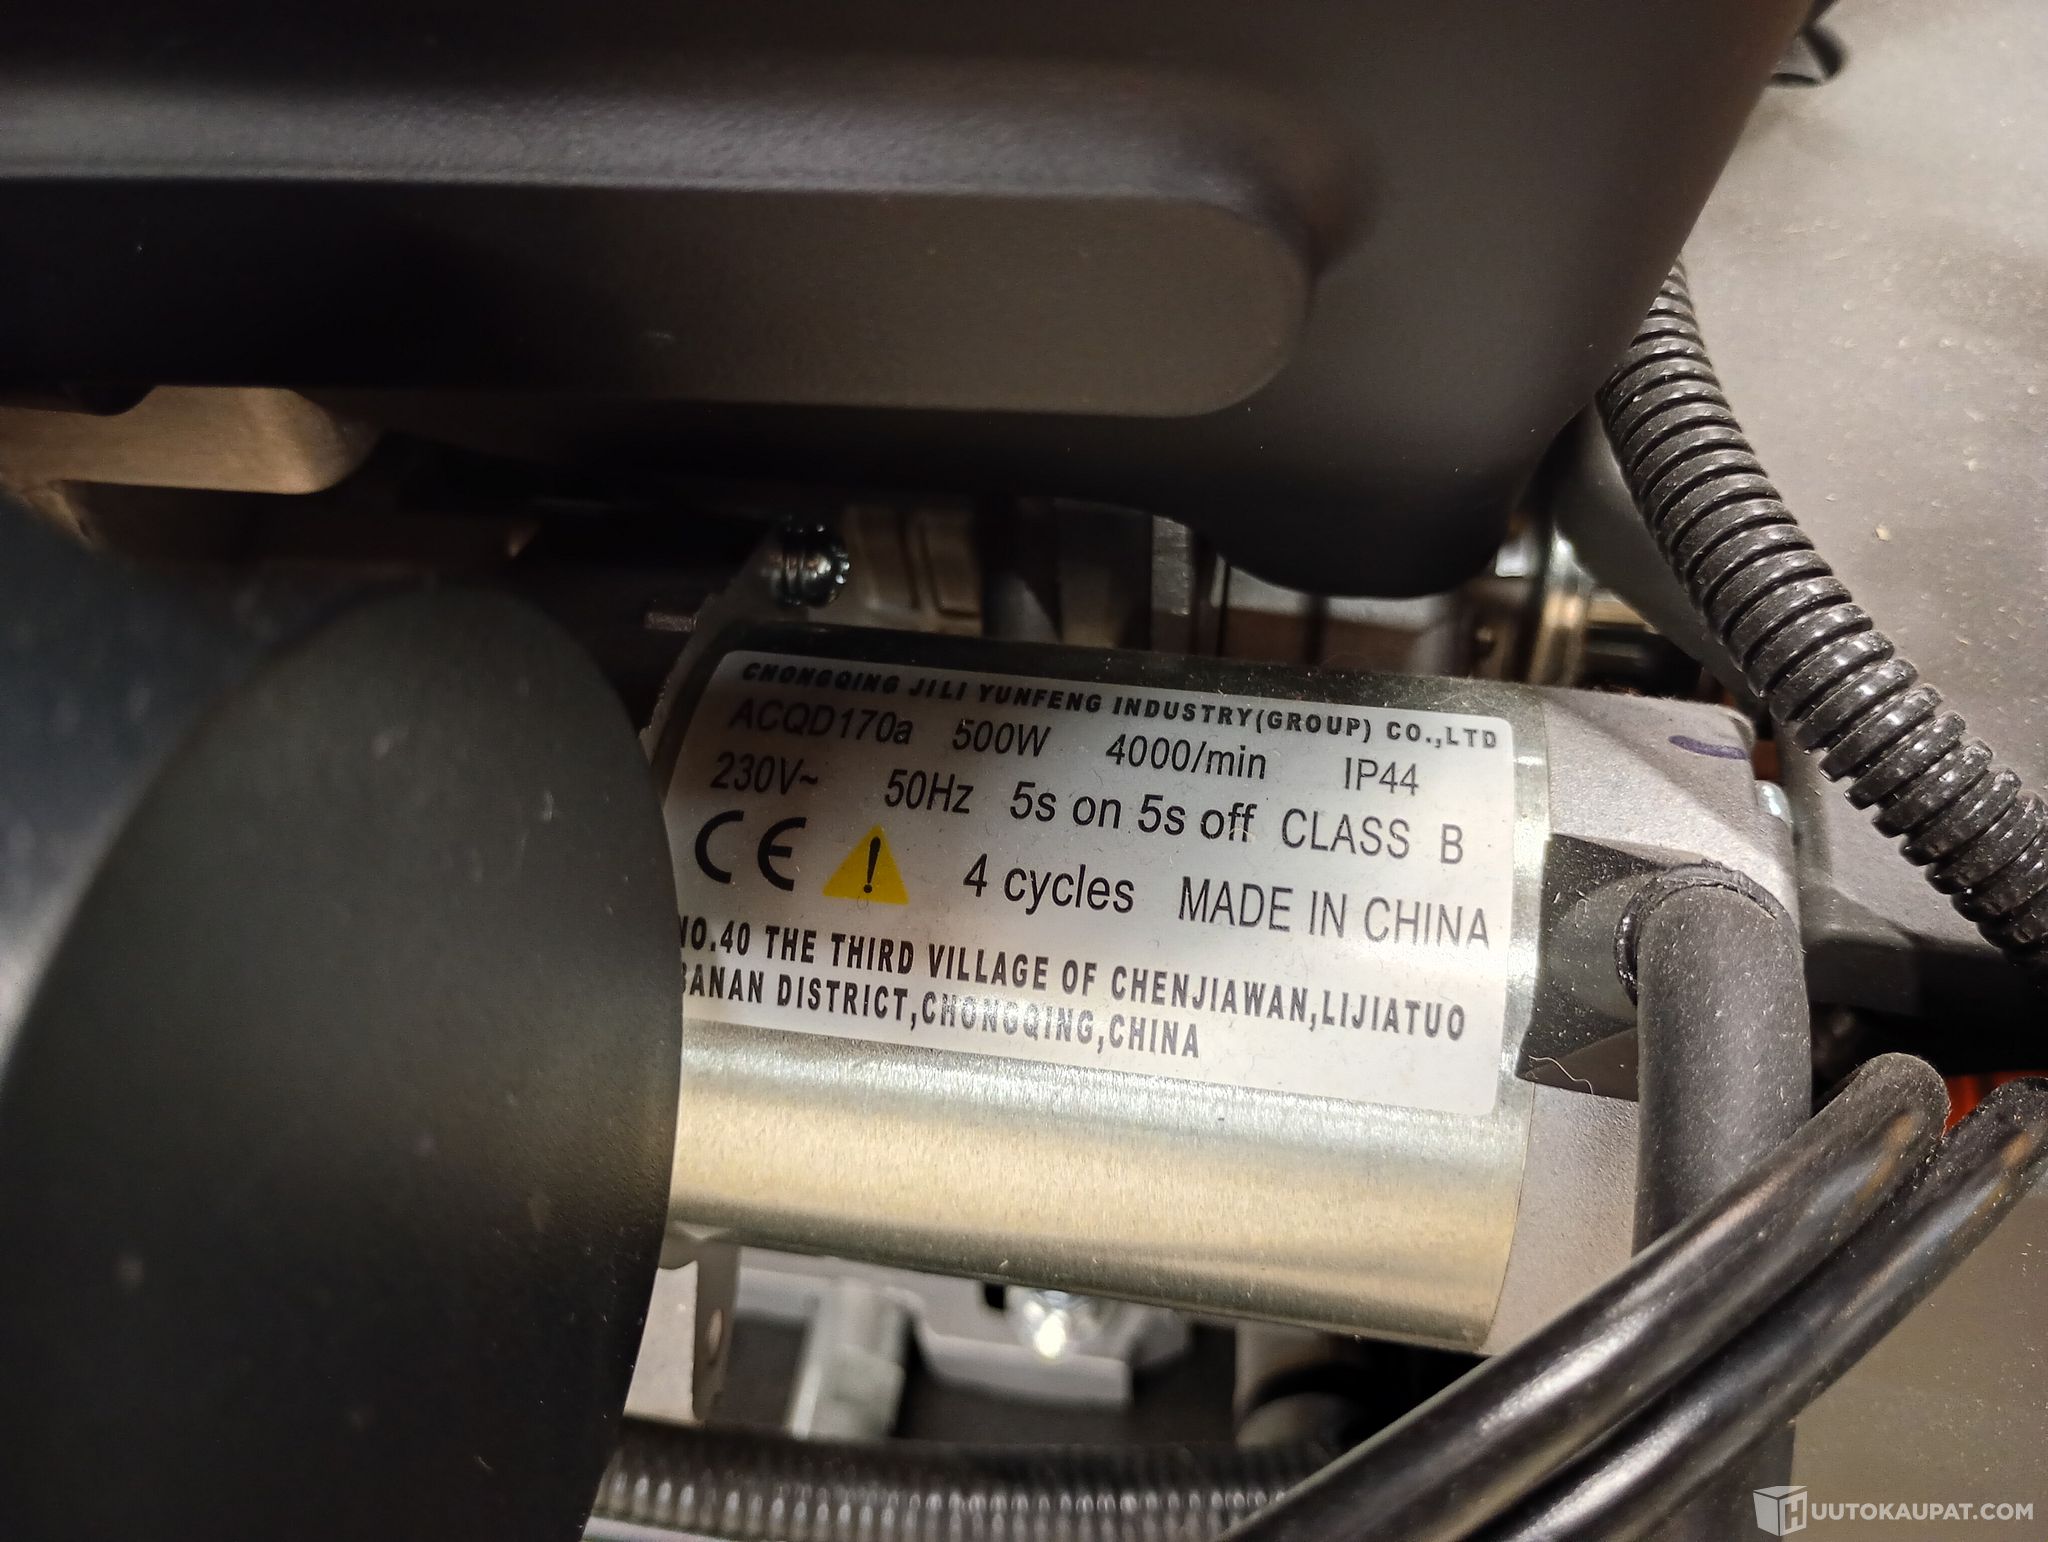 CHONGQING JILI YUNFENG INDUSTRY(GROUP) CO.,LTD
ACQD170a 500W 4000/min IP44
230V~ 50Hz 5s on 5s off CLASS B
CE ! 4 cycles MADE IN CHINA
NO.40 THE THIRD VILLAGE OF CHENJIAWAN,LIJIATUO
BANAN DISTRICT,CHONGQING,CHINA
HUUTOKAUPAT.COM